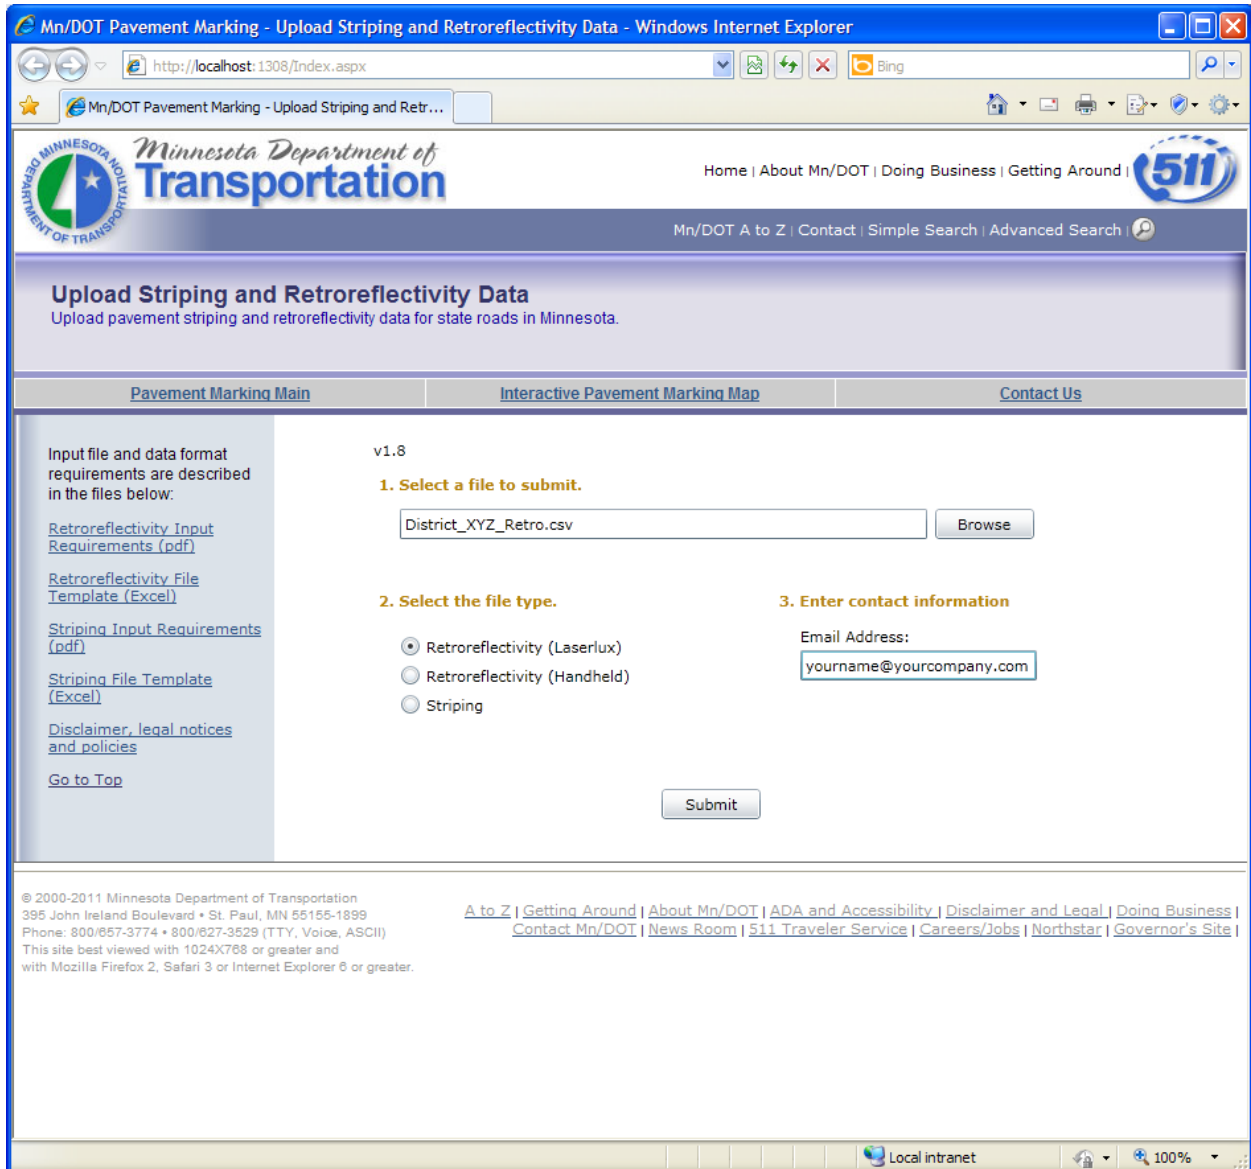 Mn/DOT Pavement Marking - Upload Striping and Retroreflectivity Data - Windows Internet Explorer
http://localhost:1308/Index.aspx
Bing
Mn/DOT Pavement Marking - Upload Striping and Retr...
MINNESOTA DEPARTMENT OF TRANSPORTATION
Minnesota Department of
Transportation
Home | About Mn/DOT | Doing Business | Getting Around |
511
Mn/DOT A to Z | Contact | Simple Search | Advanced Search |
Upload Striping and Retroreflectivity Data
Upload pavement striping and retroreflectivity data for state roads in Minnesota.
Pavement Marking Main
Interactive Pavement Marking Map
Contact Us
Input file and data format
requirements are described
in the files below:
Retroreflectivity Input
Requirements (pdf)
Retroreflectivity File
Template (Excel)
Striping Input Requirements
(pdf)
Striping File Template
(Excel)
Disclaimer, legal notices
and policies
Go to Top
v1.8
1. Select a file to submit.
District_XYZ_Retro.csv
Browse
2. Select the file type.
Retroreflectivity (Laserlux)
Retroreflectivity (Handheld)
Striping
3. Enter contact information
Email Address:
yourname@yourcompany.com
Submit
© 2000-2011 Minnesota Department of Transportation
395 John Ireland Boulevard • St. Paul, MN 55155-1899
Phone: 800/657-3774 • 800/627-3529 (TTY, Voice, ASCII)
This site best viewed with 1024X768 or greater and
with Mozilla Firefox 2, Safari 3 or Internet Explorer 6 or greater.
A to Z | Getting Around | About Mn/DOT | ADA and Accessibility | Disclaimer and Legal | Doing Business |
Contact Mn/DOT | News Room | 511 Traveler Service | Careers/Jobs | Northstar | Governor's Site |
Local intranet
100%